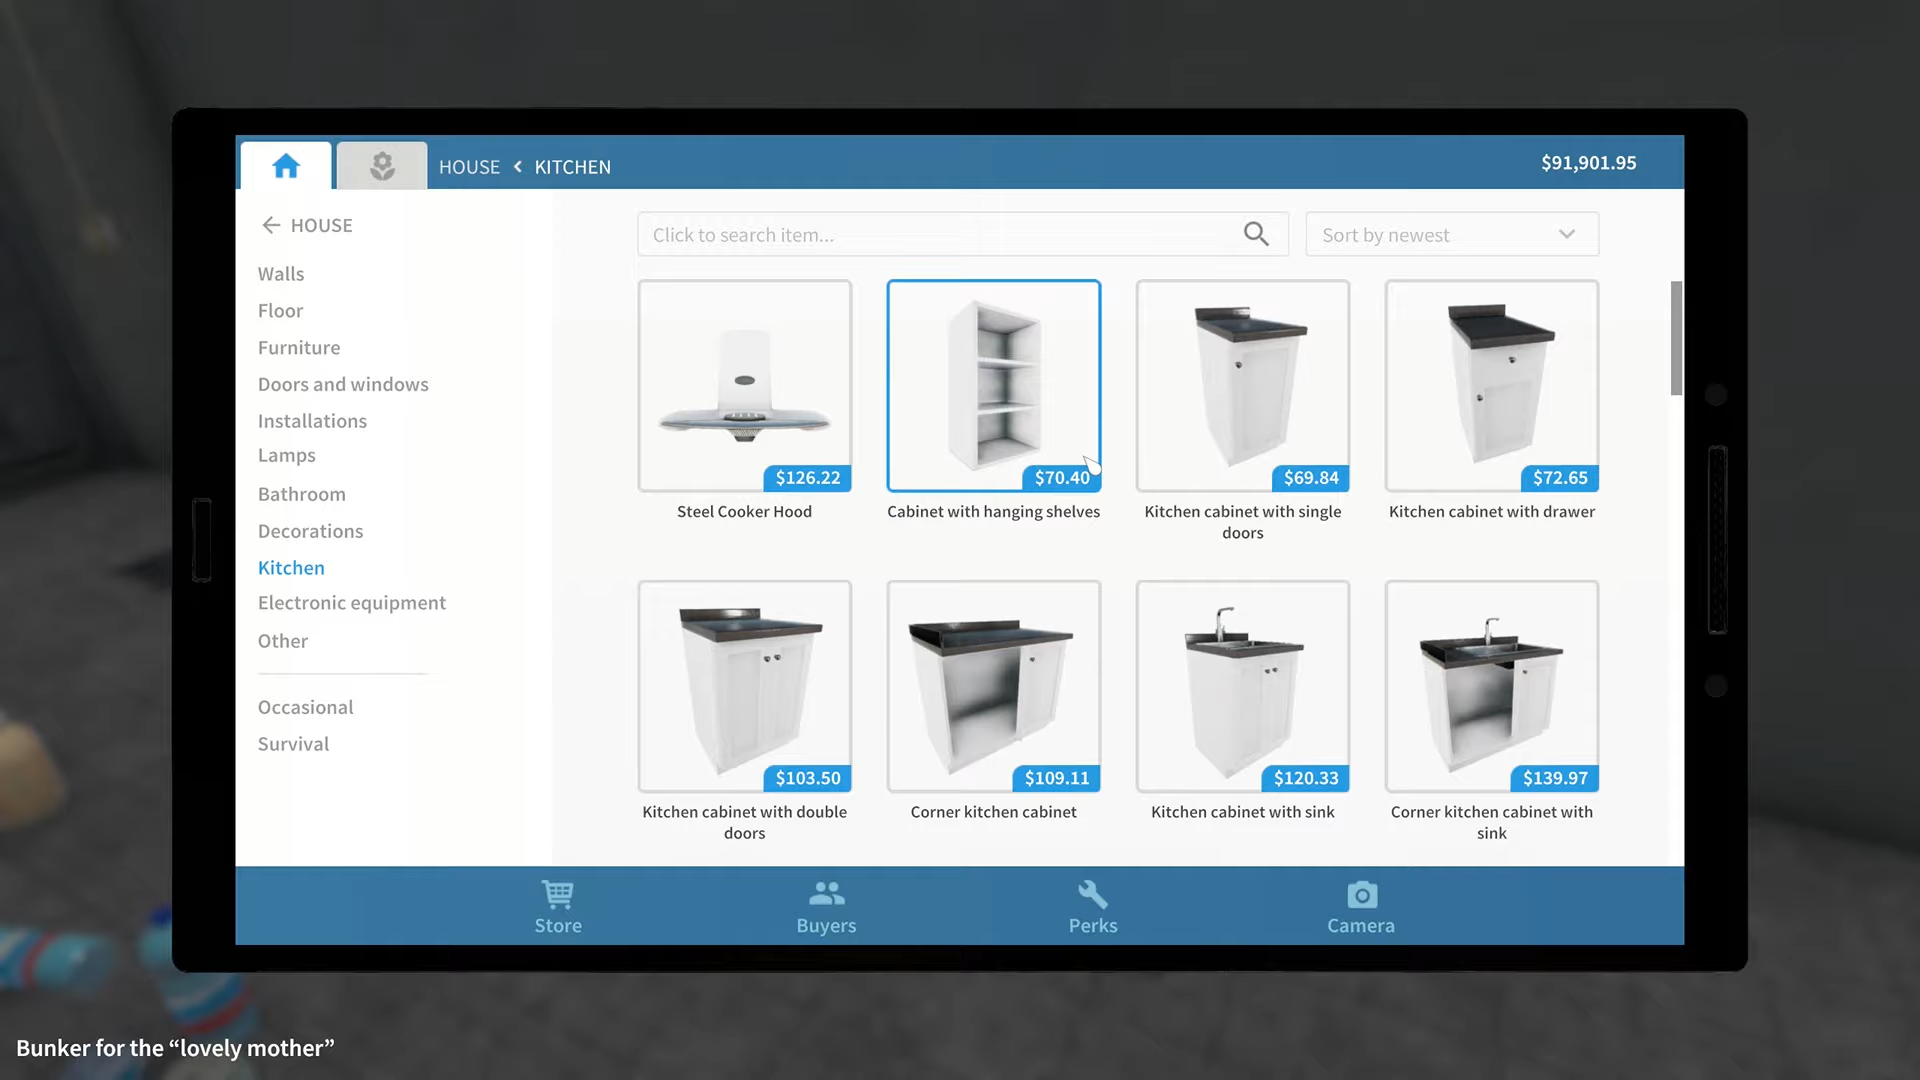 HOUSE < KITCHEN
$91,901.95
HOUSE
Walls
Floor
Furniture
Doors and windows
Installations
Lamps
Bathroom
Decorations
Kitchen
Electronic equipment
Other
Occasional
Survival
Click to search item...
Sort by newest
$126.22
Steel Cooker Hood
$70.40
Cabinet with hanging shelves
$69.84
Kitchen cabinet with single
doors
$72.65
Kitchen cabinet with drawer
$103.50
Kitchen cabinet with double
doors
$109.11
Corner kitchen cabinet
$120.33
Kitchen cabinet with sink
$139.97
Corner kitchen cabinet with
sink
Store
Buyers
Perks
Camera
Bunker for the “lovely mother”